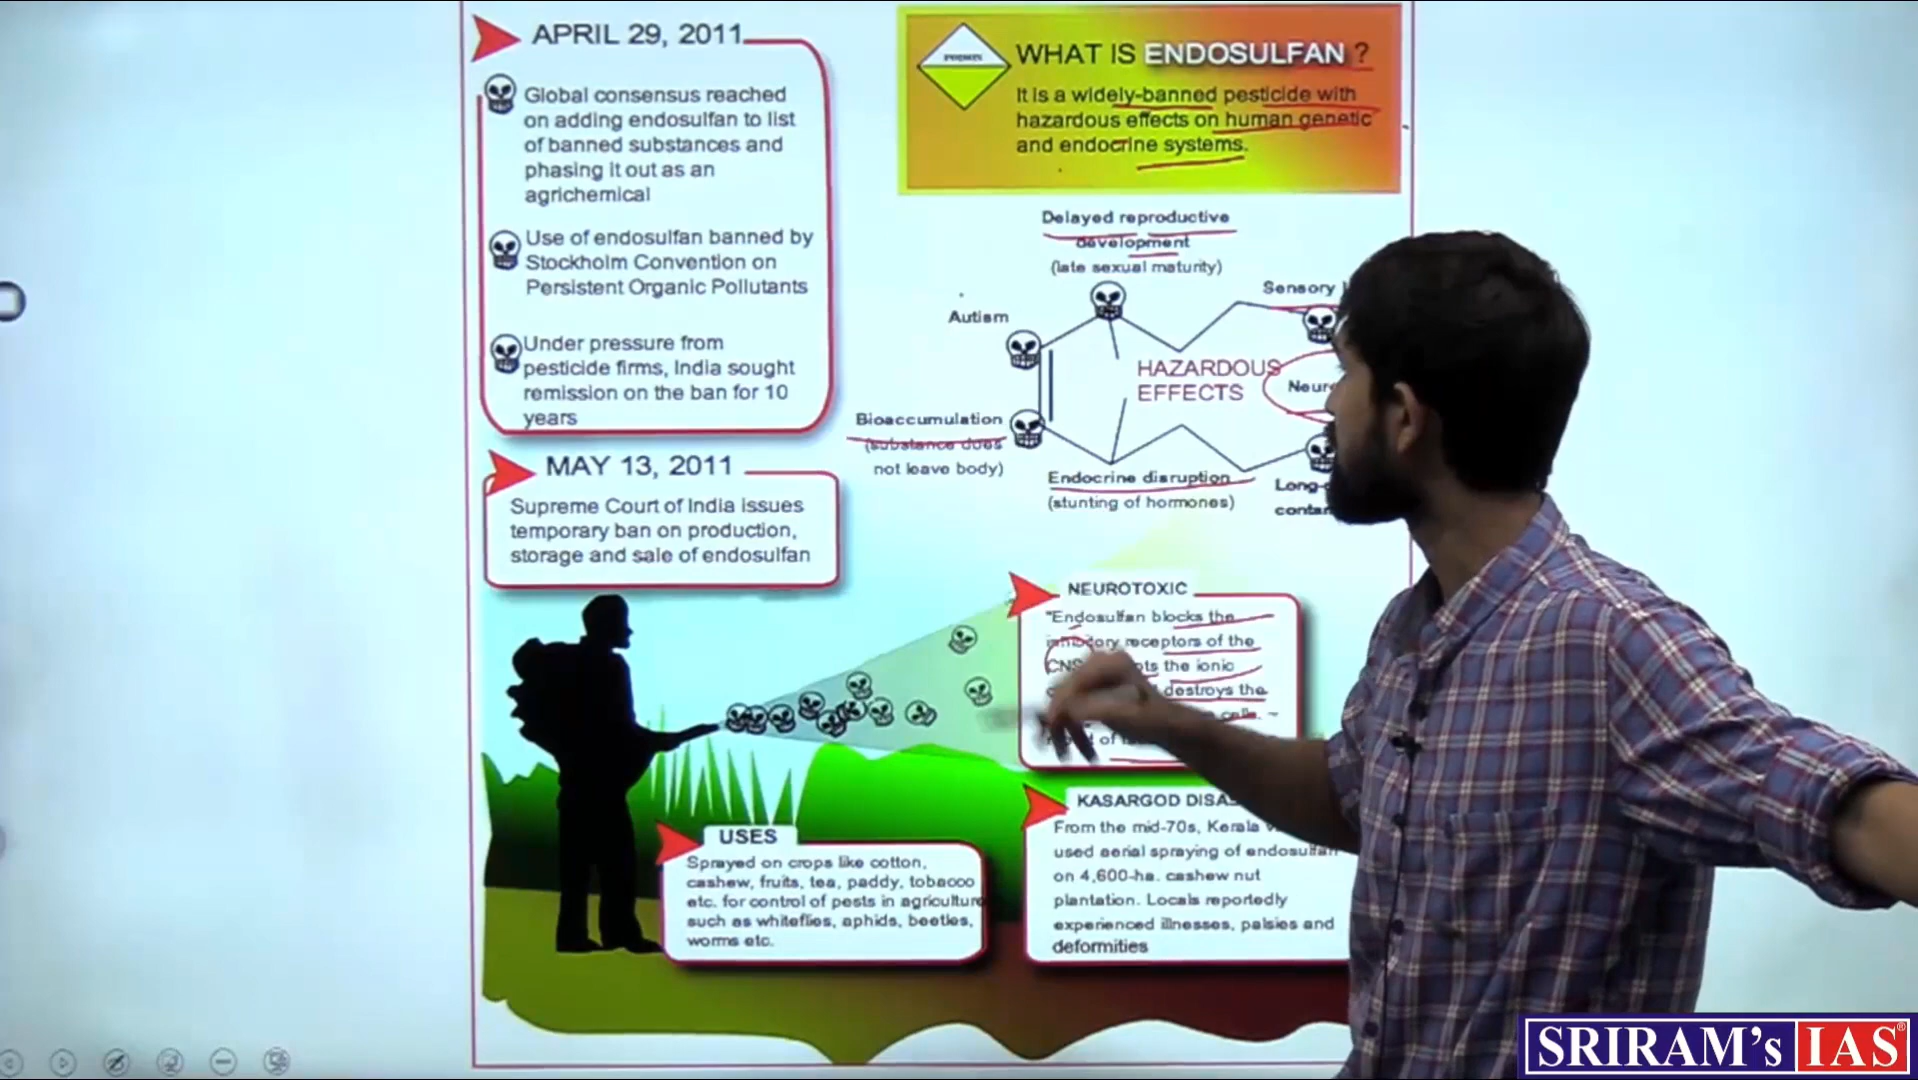 APRIL 29, 2011
Global consensus reached
on adding endosulfan to list
of banned substances and
phasing it out as an
agrichemical
Use of endosulfan banned by
Stockholm Convention on
Persistent Organic Pollutants
Under pressure from
pesticide firms, India sought
remission on the ban for 10
years
MAY 13, 2011
Supreme Court of India issues
temporary ban on production,
storage and sale of endosulfan
WHAT IS ENDOSULFAN ?
It is a widely-banned pesticide with
hazardous effects on human genetic
and endocrine systems.
Delayed reproductive
development
(late sexual maturity)
Sensory
Autism
HAZARDOUS
EFFECTS
Bioaccumulation
(substance does
not leave body)
Endocrine disruption
(stunting of hormones)
NEUROTOXIC
"Endosulfan blocks the
inhibitory receptors of the
CNS, the ionic
destroys the
cells.
of
KASARGOD
From the mid-70s, Kerala
used aerial spraying of endosulfan
on 4,600-ha. cashew nut
plantation. Locals reportedly
experienced illnesses, palsies and
deformities
USES
Sprayed on crops like cotton,
cashew, fruits, tea, paddy, tobacco
etc. for control of pests in agriculture
such as whiteflies, aphids, beetles,
worms etc.
SRIRAM's IAS®